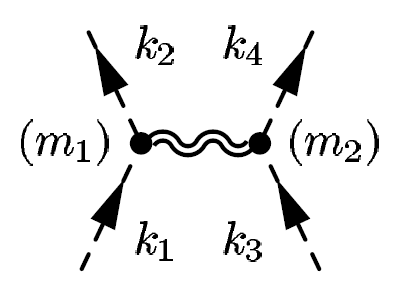 k₂ k₄
(m₁) (m₂)
k₁ k₃